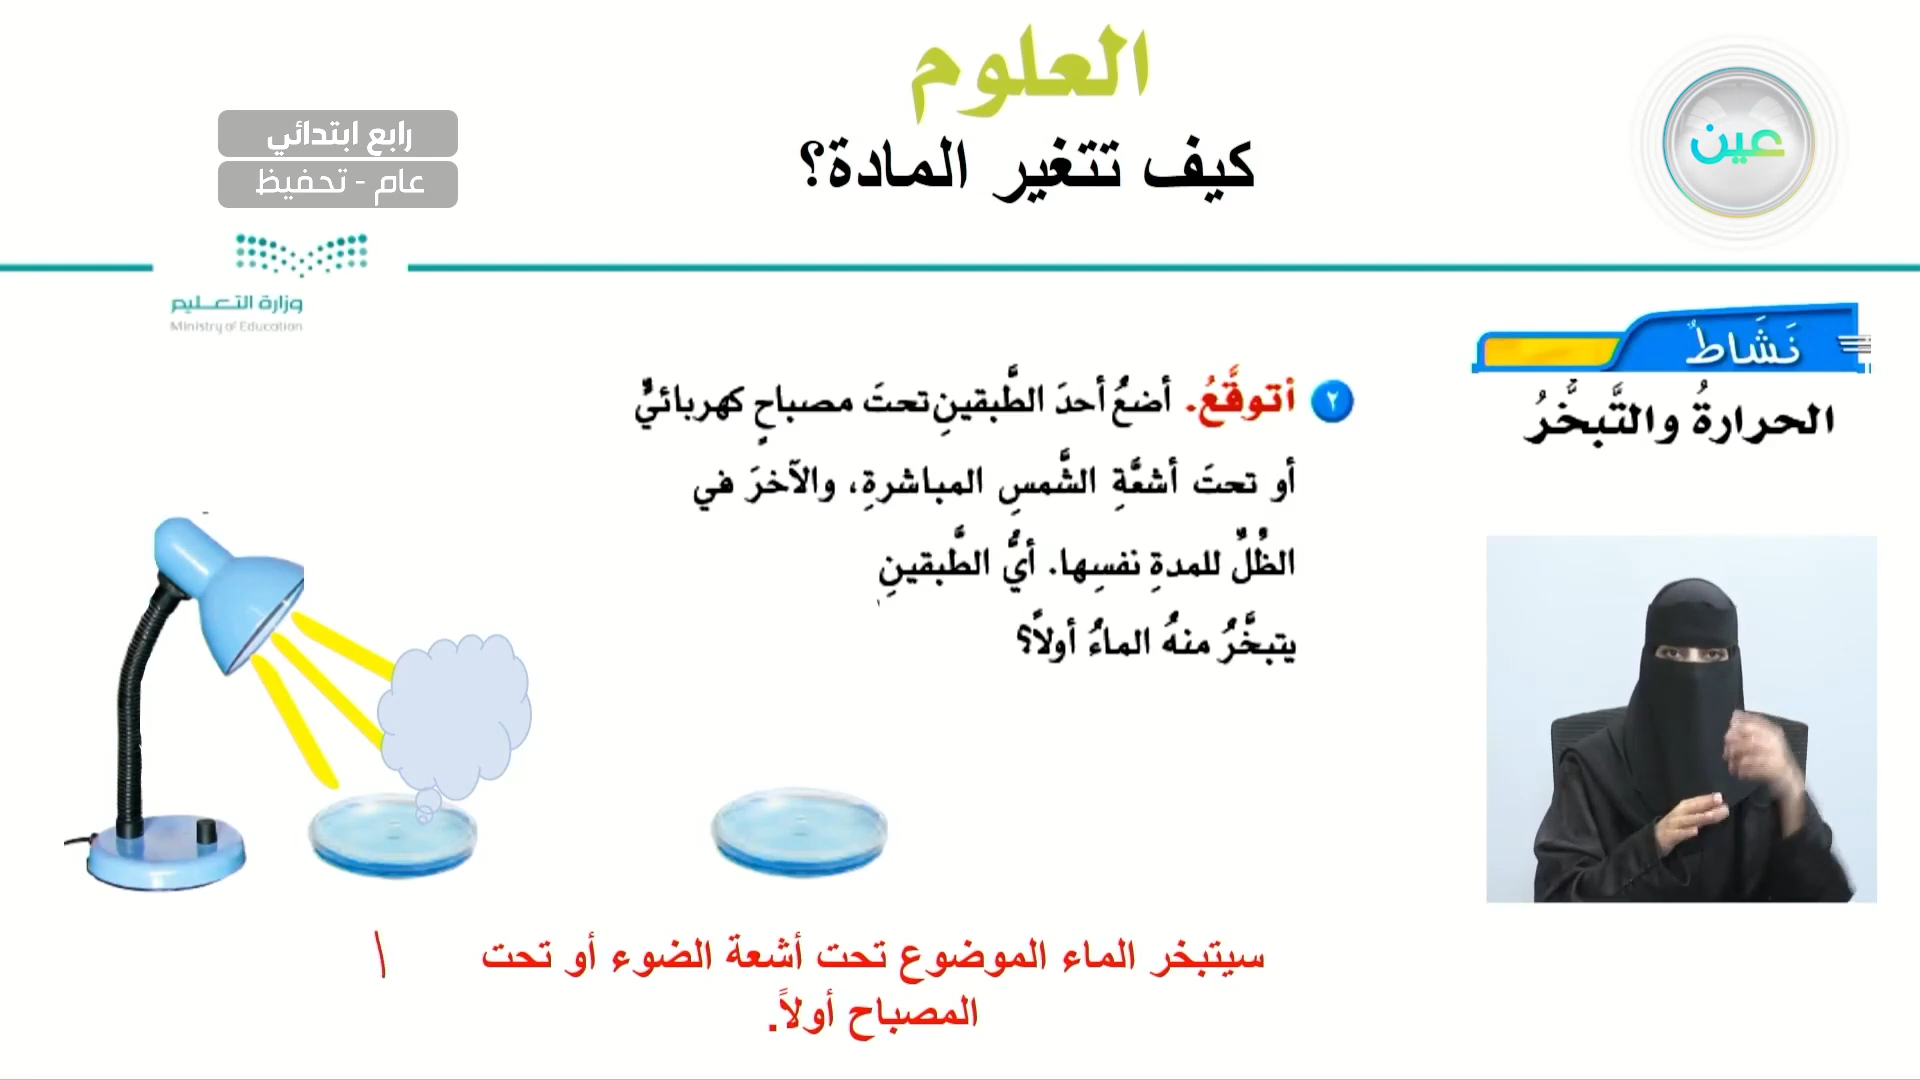 العلوم
كيف تتغير المادة؟
عين
رابع ابتدائي
عام - تحفيظ
وزارة التعـليم
Ministry of Education
نَشَاطٌ
الحرارةُ والتَّبخُّرُ
٢ أتوقَّعُ. أضعُ أحدَ الطَّبقينِ تحتَ مصباحٍ كهربائيٍّ
أو تحتَ أشعَّةِ الشَّمسِ المباشرةِ، والآخرَ في
الظِّلِّ للمدةِ نفسِها. أيُّ الطَّبقينِ
يتبخَّرُ منهُ الماءُ أولاً؟
سيتبخر الماء الموضوع تحت أشعة الضوء أو تحت
المصباح أولاً.